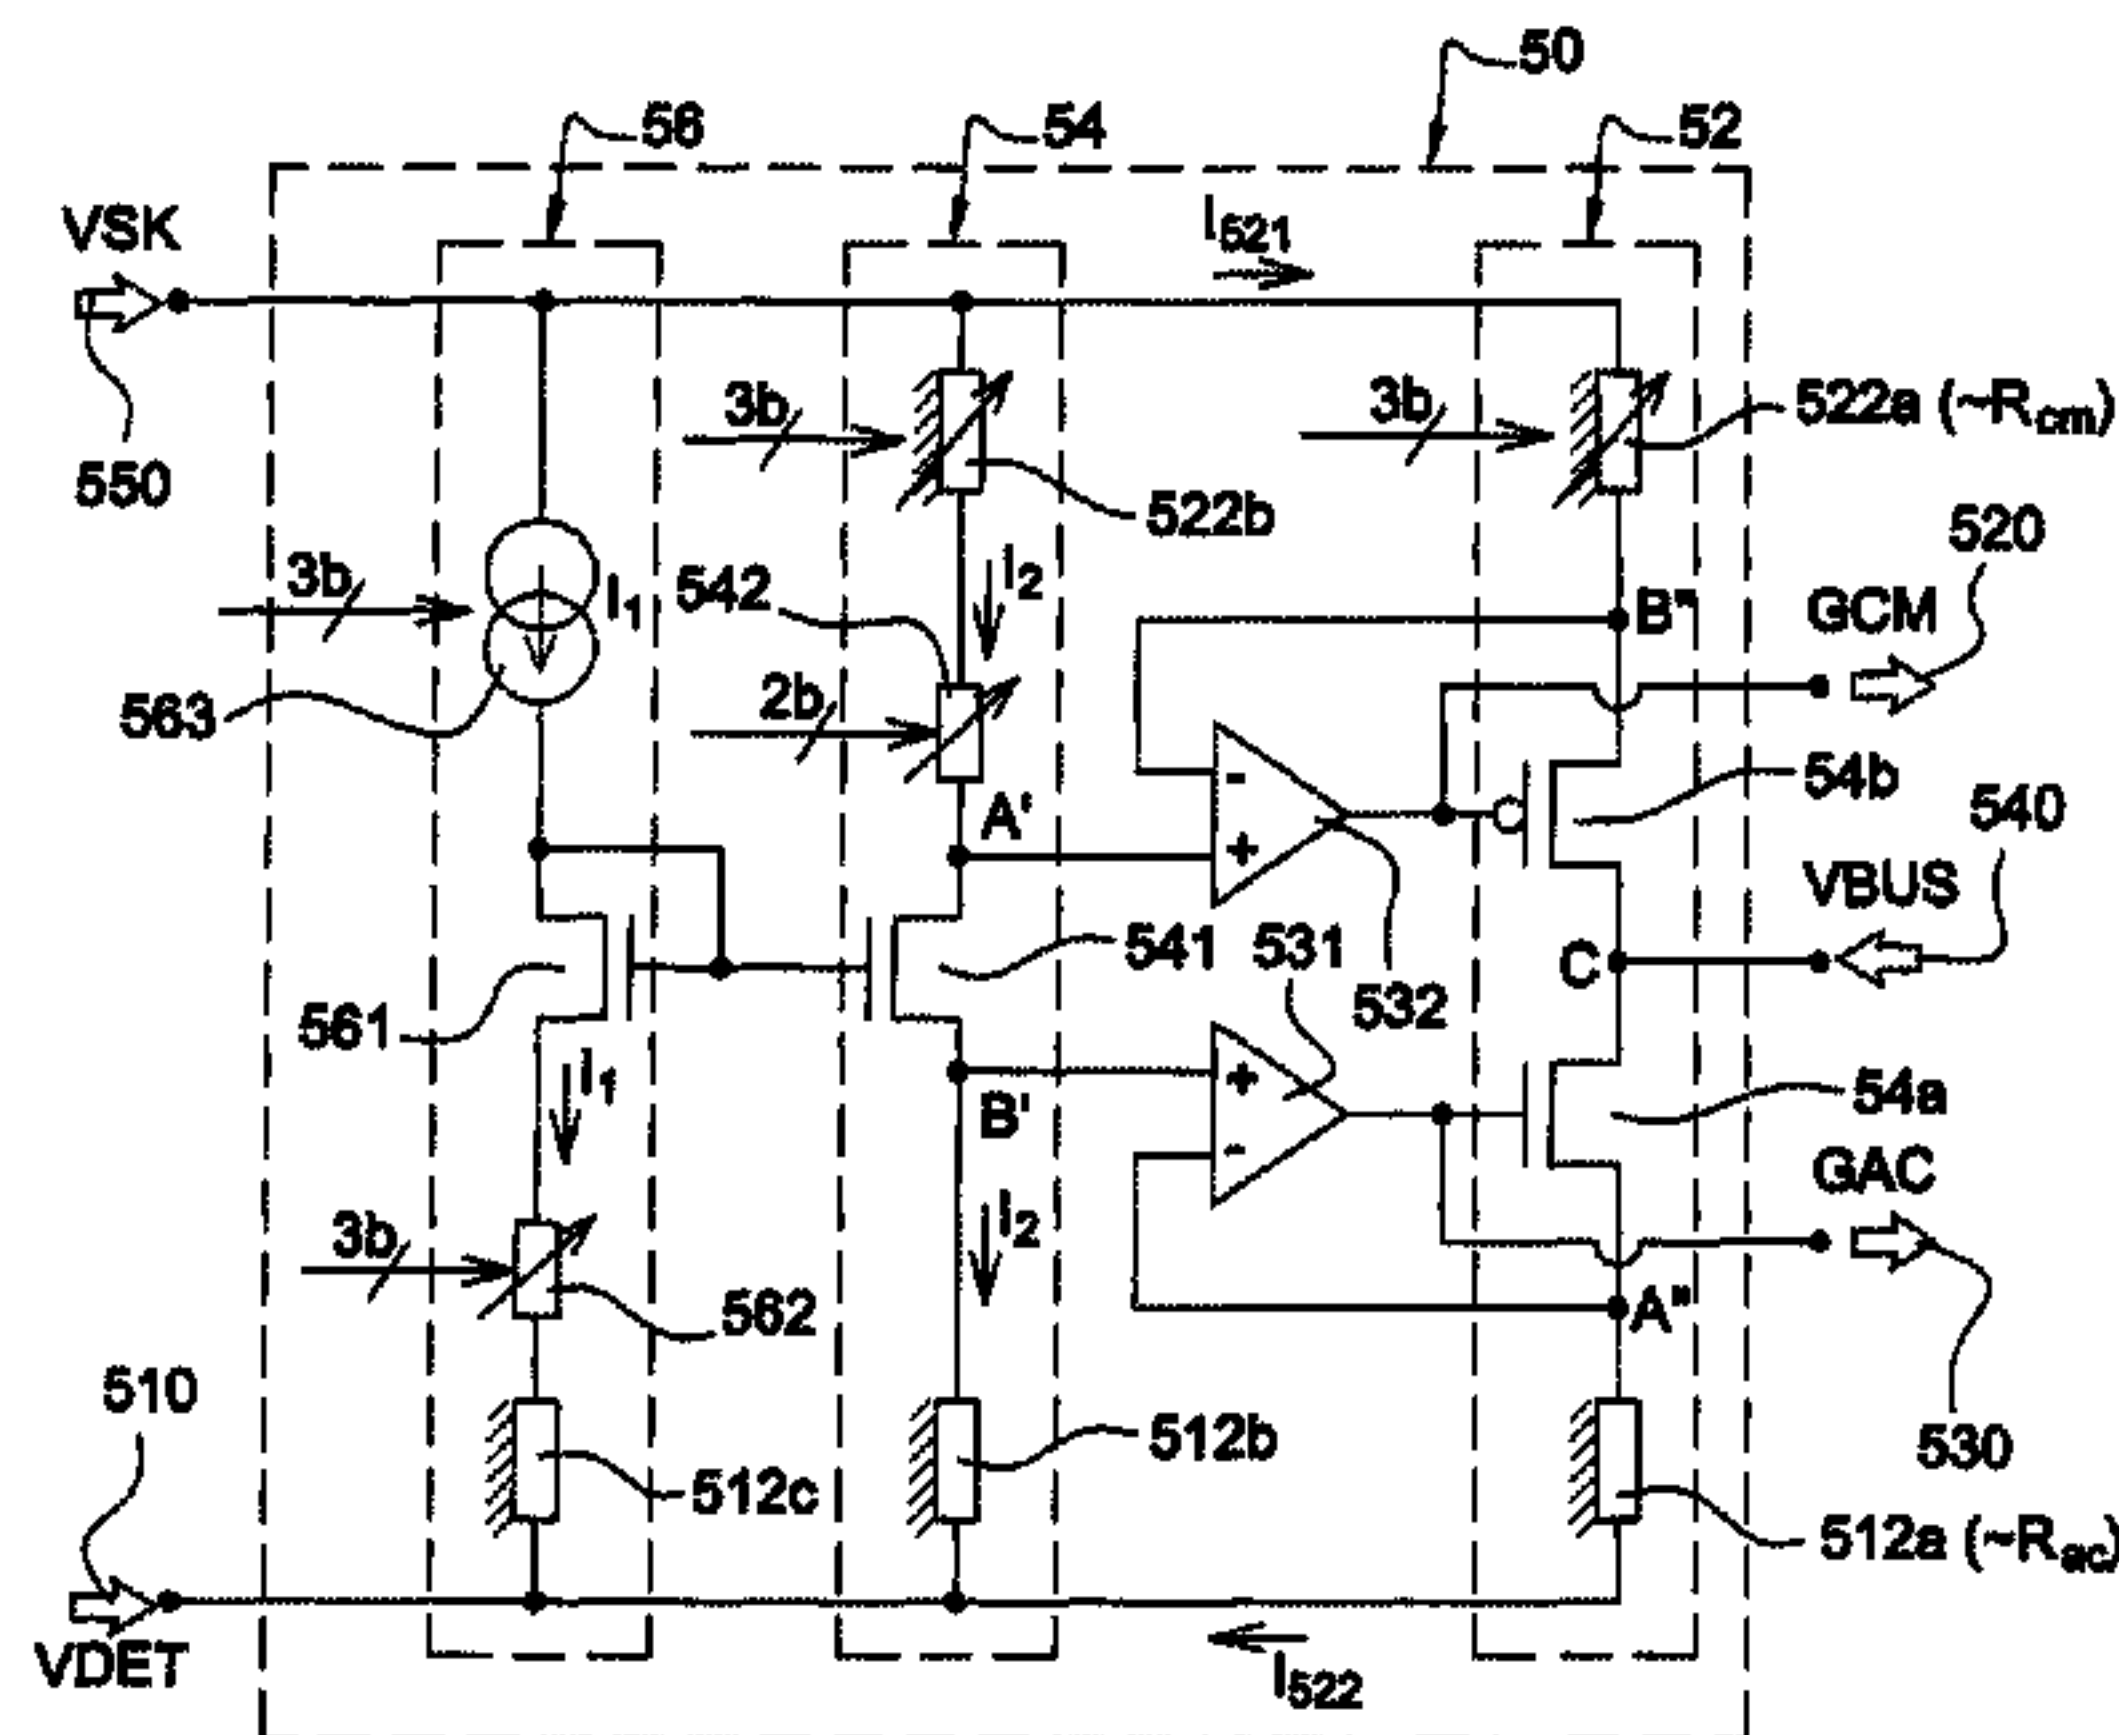 50
56
54
52
VSK
I521
3b
3b
522a (~Rcm)
550
522b
520
3b
I1
542
I2
B"
GCM
563
2b
54b
540
A'
VBUS
561
541
531
532
C
I1
B'
54a
GAC
3b
I2
562
A"
510
512c
512b
530
512a (~Rac)
VDET
I522
-
+
+
-